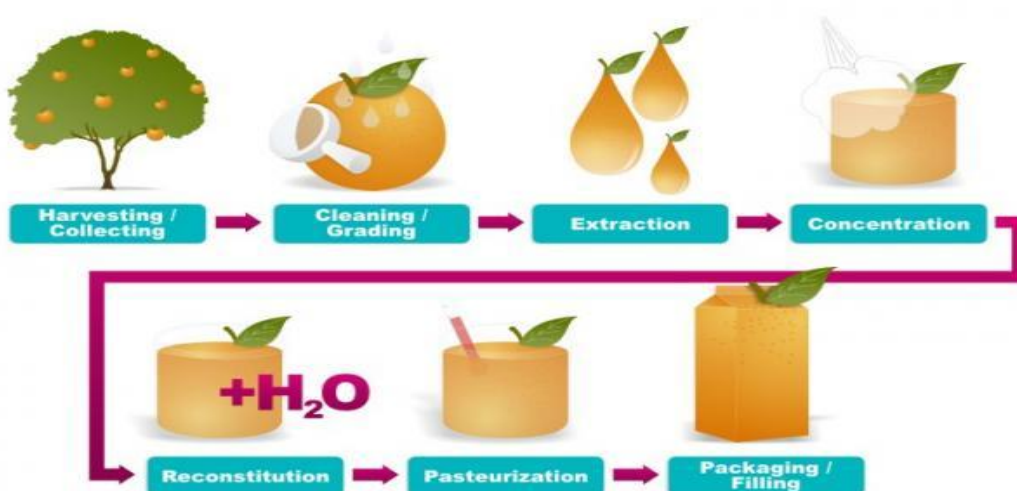 Harvesting /
Collecting
Cleaning /
Grading
Extraction
Concentration
+H₂O
Reconstitution
Pasteurization
Packaging /
Filling